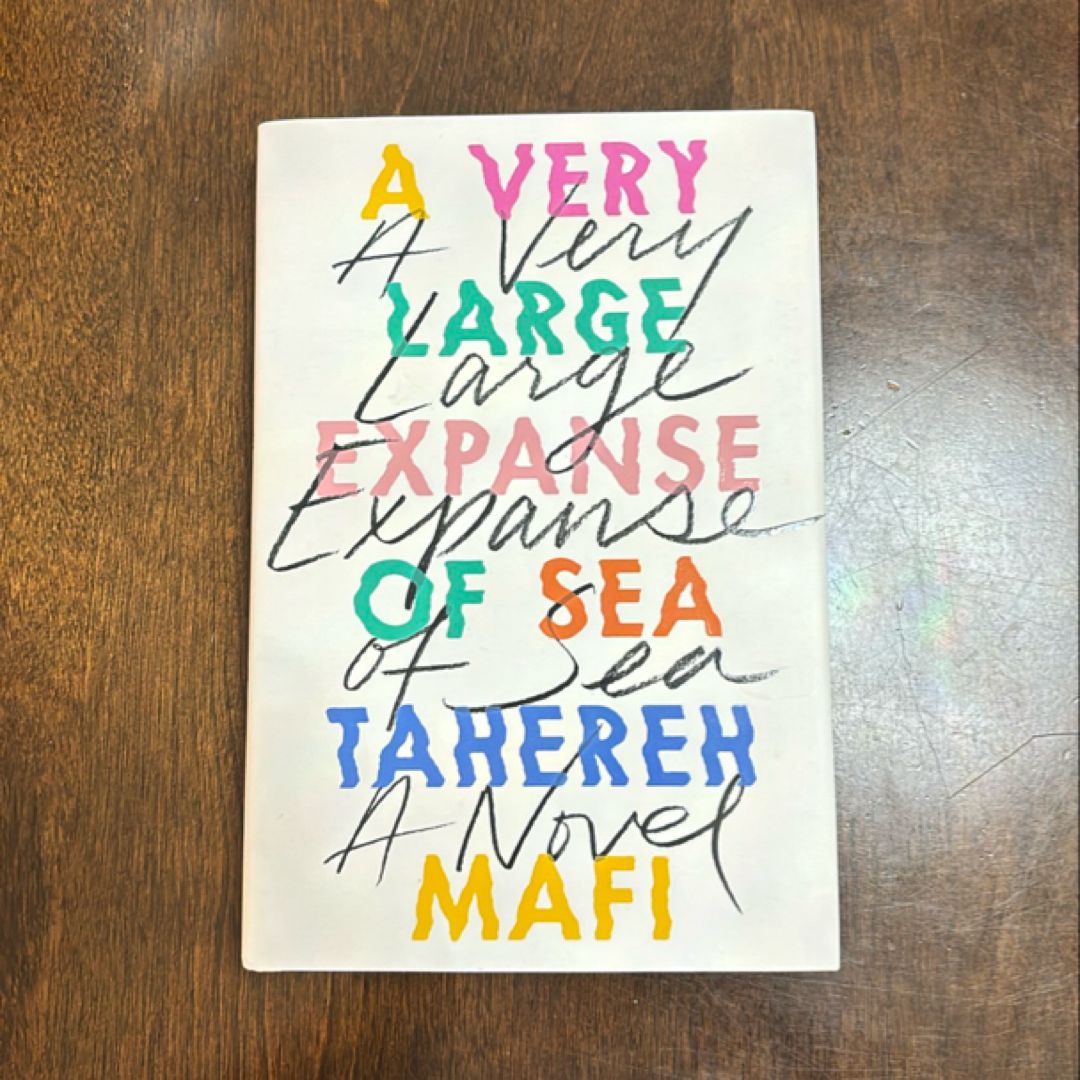 A VERY
A Very
LARGE
Large
EXPANSE
Expanse
OF SEA
of Sea
TAHEREH
A Novel
MAFI